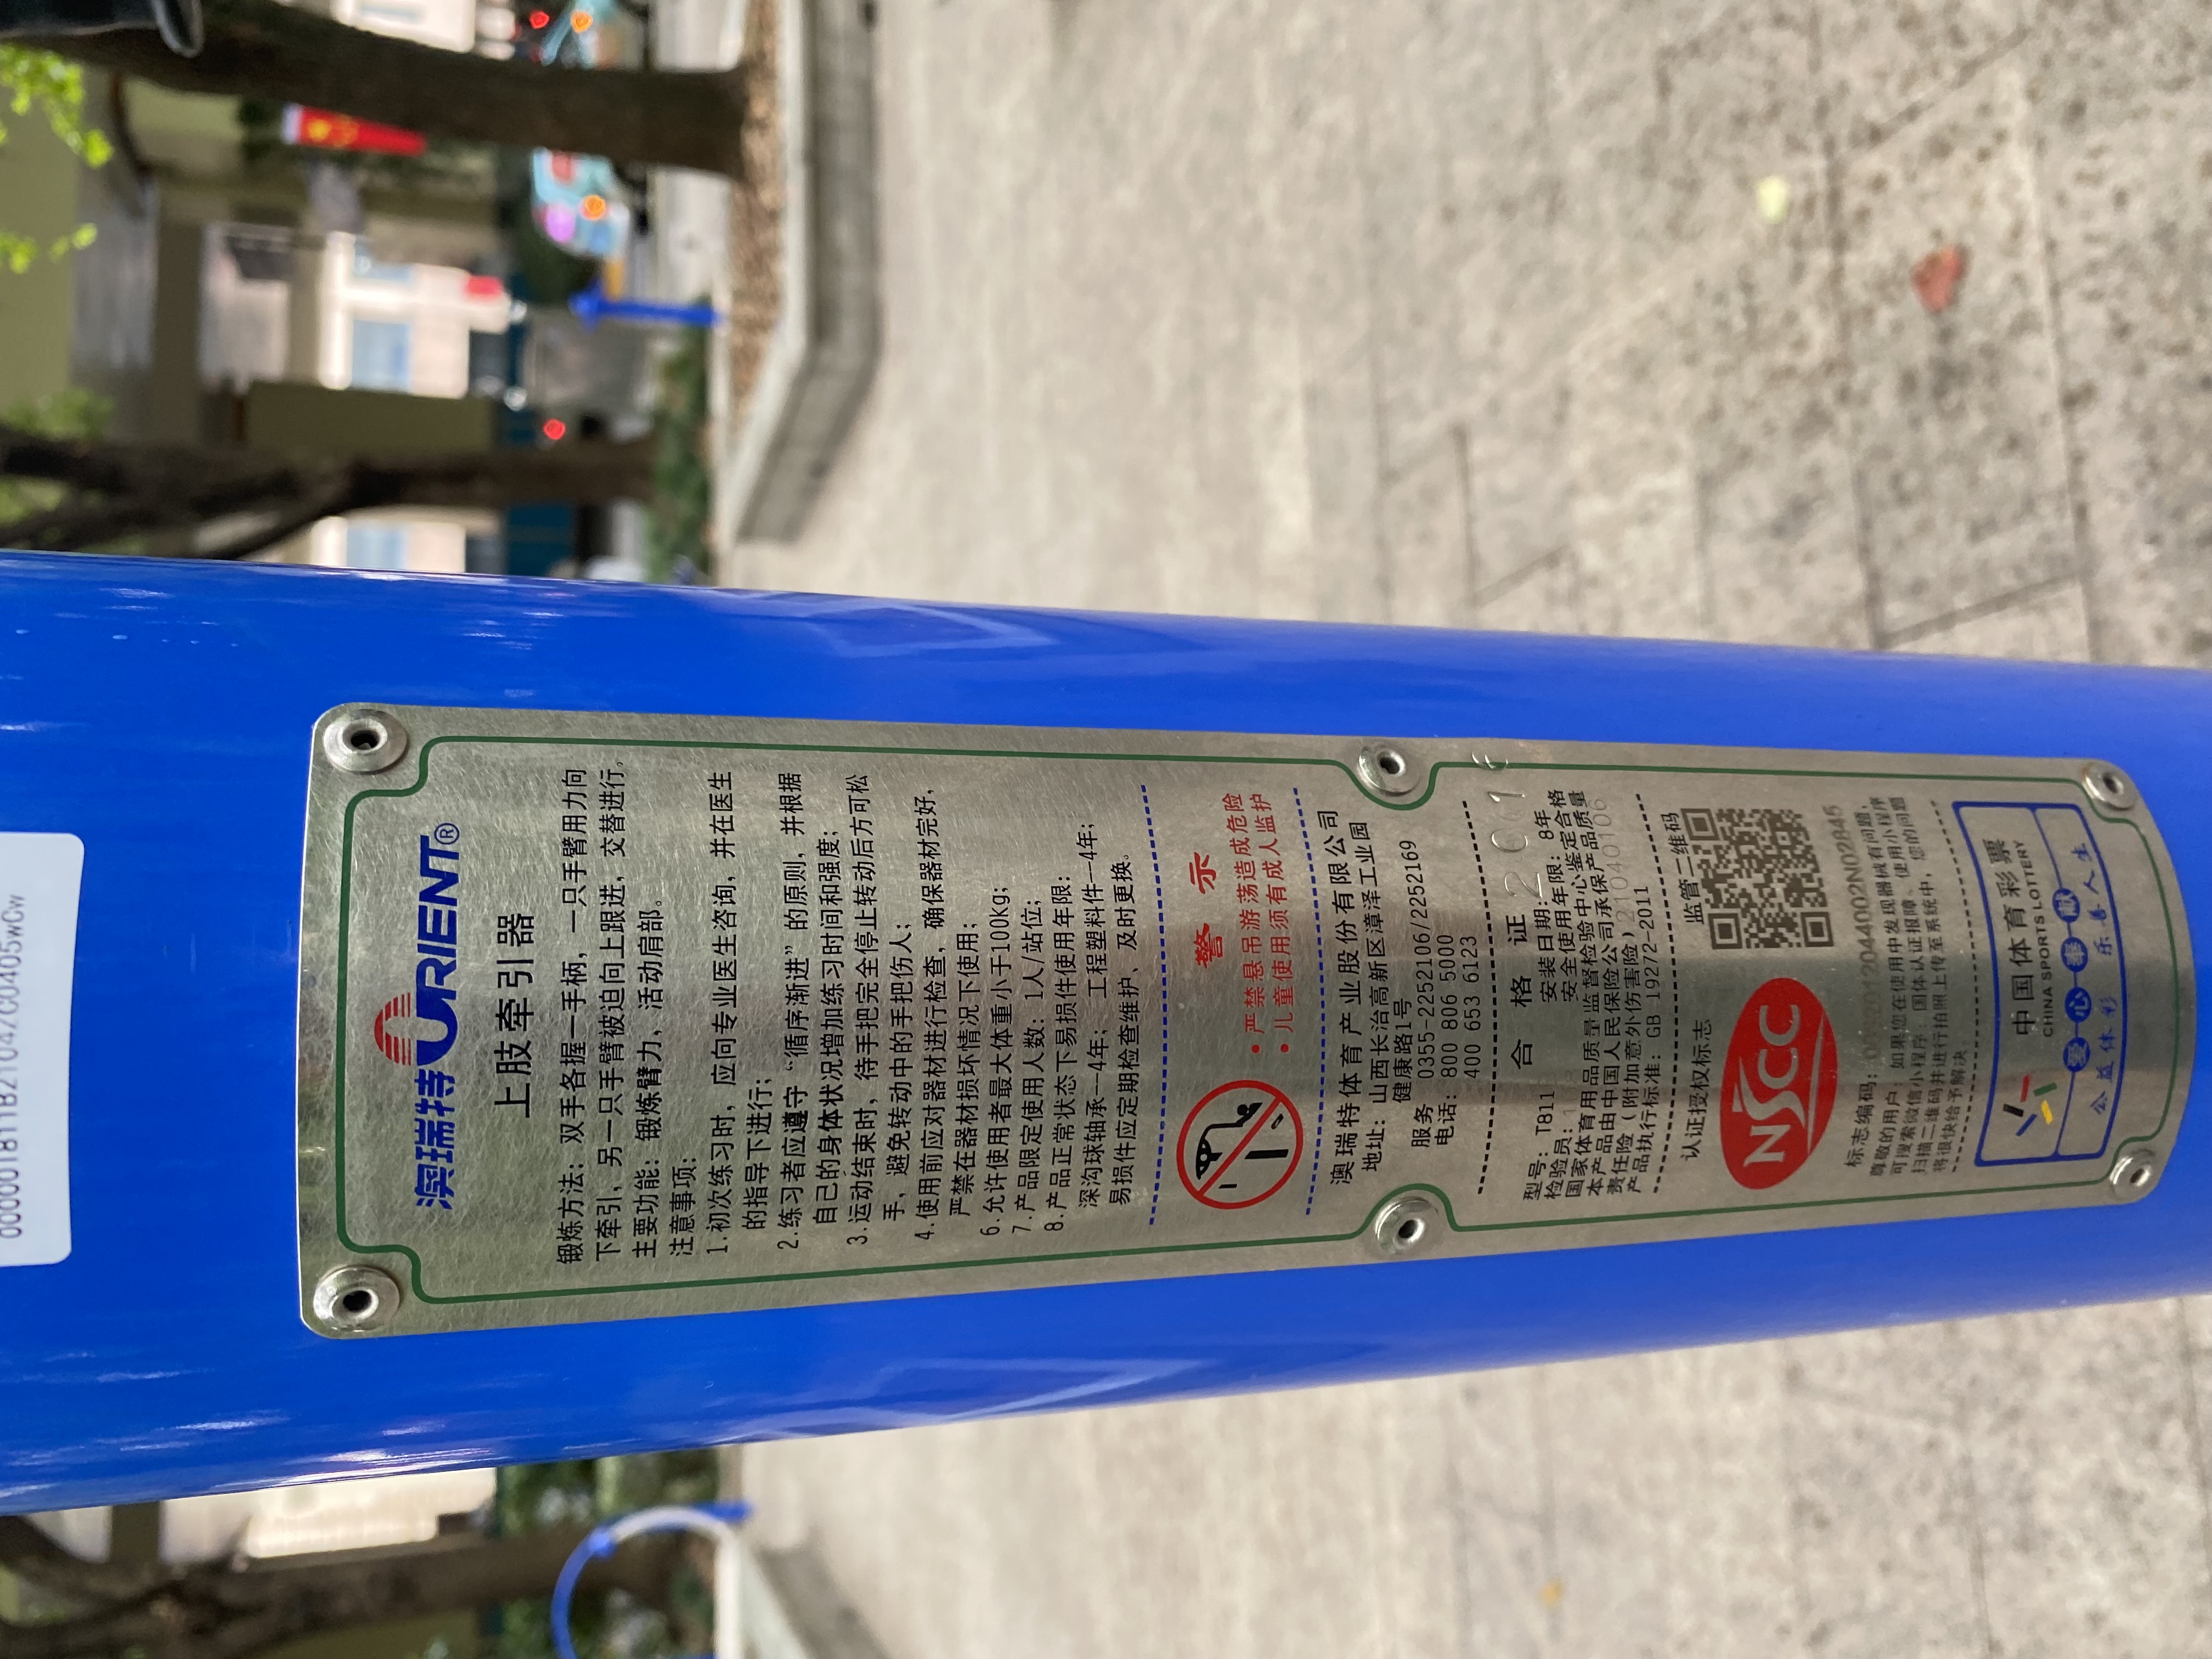 000001811B21047C00405wCw
澳瑞特 ORIENT®
上肢牵引器
锻炼方法：双手各握一手柄，一只手臂用力向
下牵引，另一只手臂被迫向上跟进，交替进行。
主要功能：锻炼臂力，活动肩部。
注意事项：
1.初次练习时，应向专业医生咨询，并在医生
的指导下进行；
2.练习者应遵守“循序渐进”的原则，并根据
自己的身体状况增加练习时间和强度；
3.运动结束时，待手把完全停止转动后方可松
手，避免转动中的手把伤人；
4.使用前应对器材进行检查，确保器材完好，
严禁在器材损坏情况下使用；
6.允许使用者最大体重小于100kg；
7.产品限定使用人数：1人/站位；
8.产品正常状态下易损件使用年限：
深沟球轴承—4年；工程塑料件—4年；
易损件应定期检查维护、及时更换。
警 示
• 严禁悬吊游荡造成危险
• 儿童使用须有成人监护
澳瑞特体育产业股份有限公司
地址：山西长治高新区漳泽工业园
健康路1号
服务 0355-2252106/2252169
电话：800 806 5000
400 653 6123
合 格 证
型号：T811 安装日期：
检验员： 安全使用年限：8年
国家体育用品质量监督检验中心鉴定合格
本产品由中国人民保险公司承保产品质量
责任险（附加意外伤害险）
产品执行标准：GB 19272-2011
认证授权标志 监管二维码
NSCC
标志编码：
尊敬的用户：如果您在使用中发现器械有问题，
可搜索微信小程序：国体认证报障、使用小程序
扫描二维码并进行拍照上传至系统中，您的问题
将很快给予解决。
中国体育彩票
CHINA SPORTS LOTTERY
爱心奉献
公益体彩 乐善人生